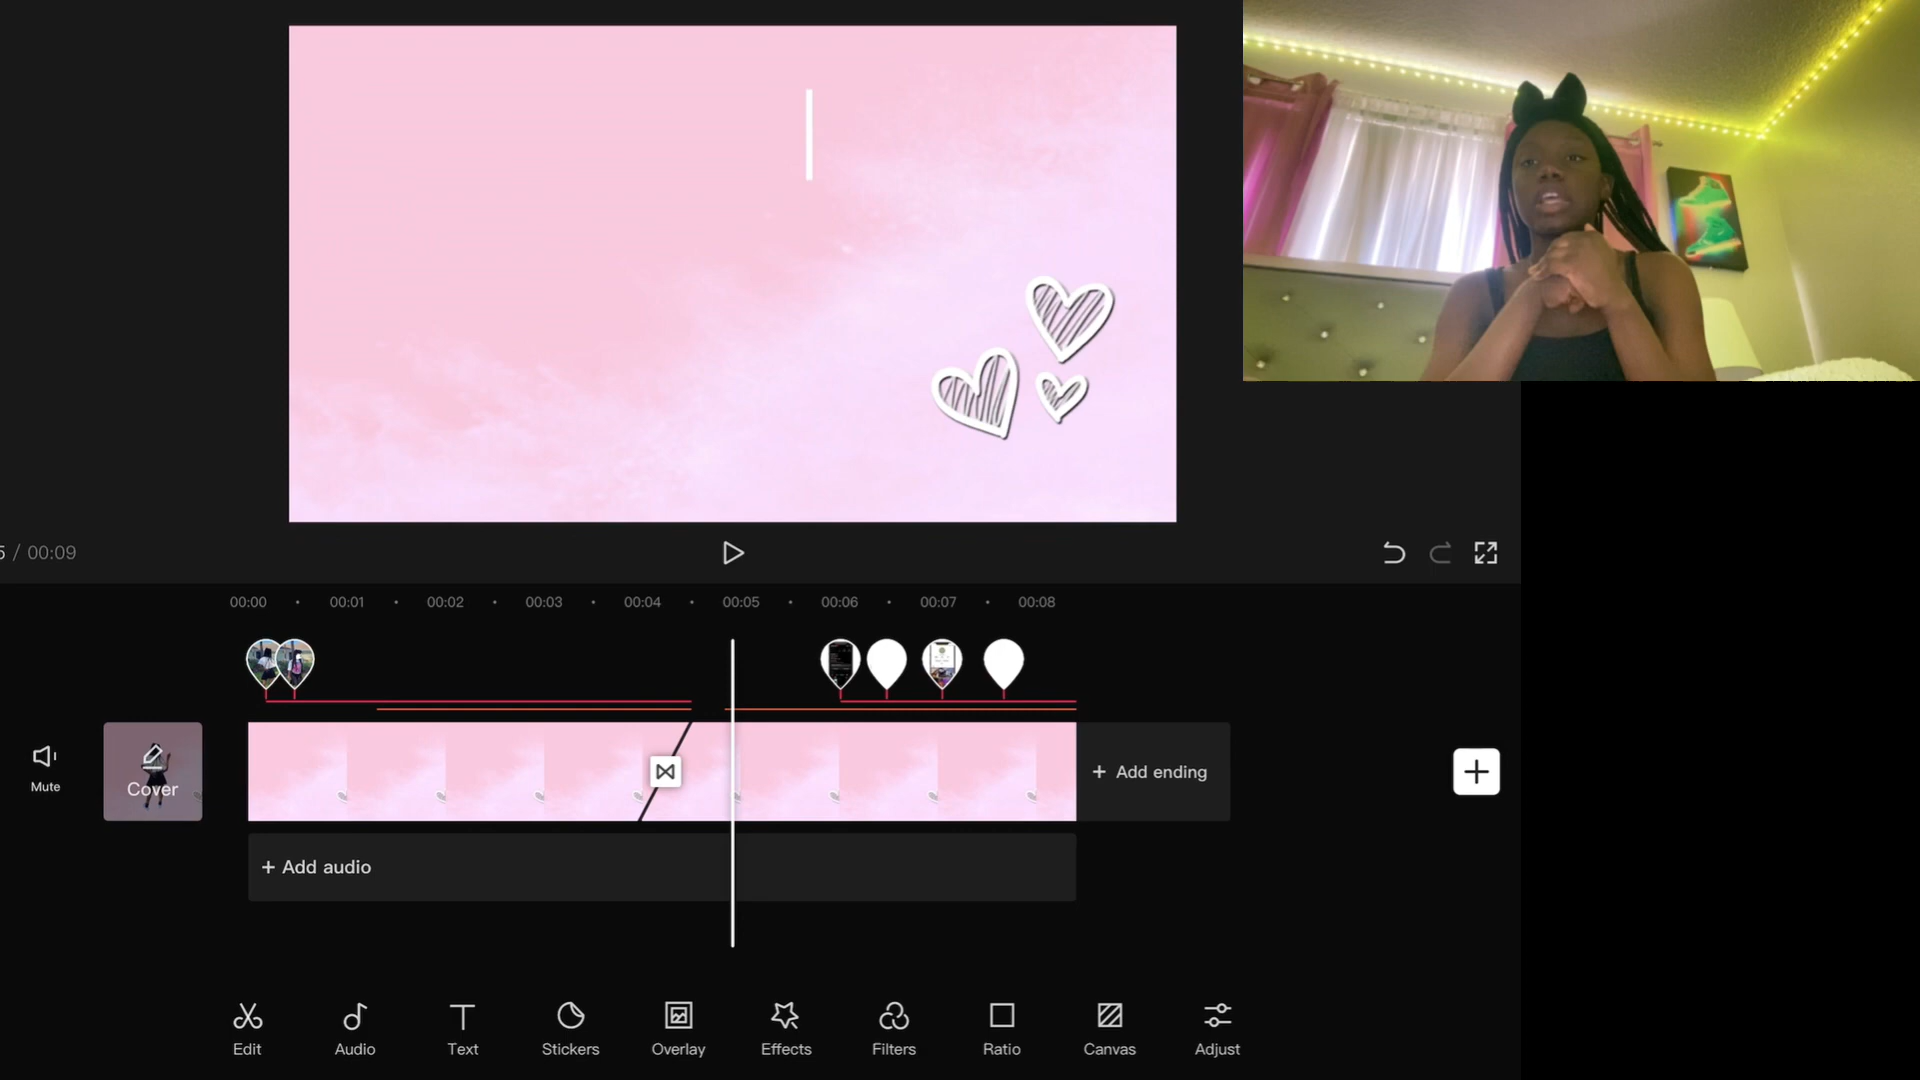 / 00:09
00:00 00:01 00:02 00:03 00:04 00:05 00:06 00:07 00:08
Mute
Cover
+ Add ending
+ Add audio
Edit Audio Text Stickers Overlay Effects Filters Ratio Canvas Adjust